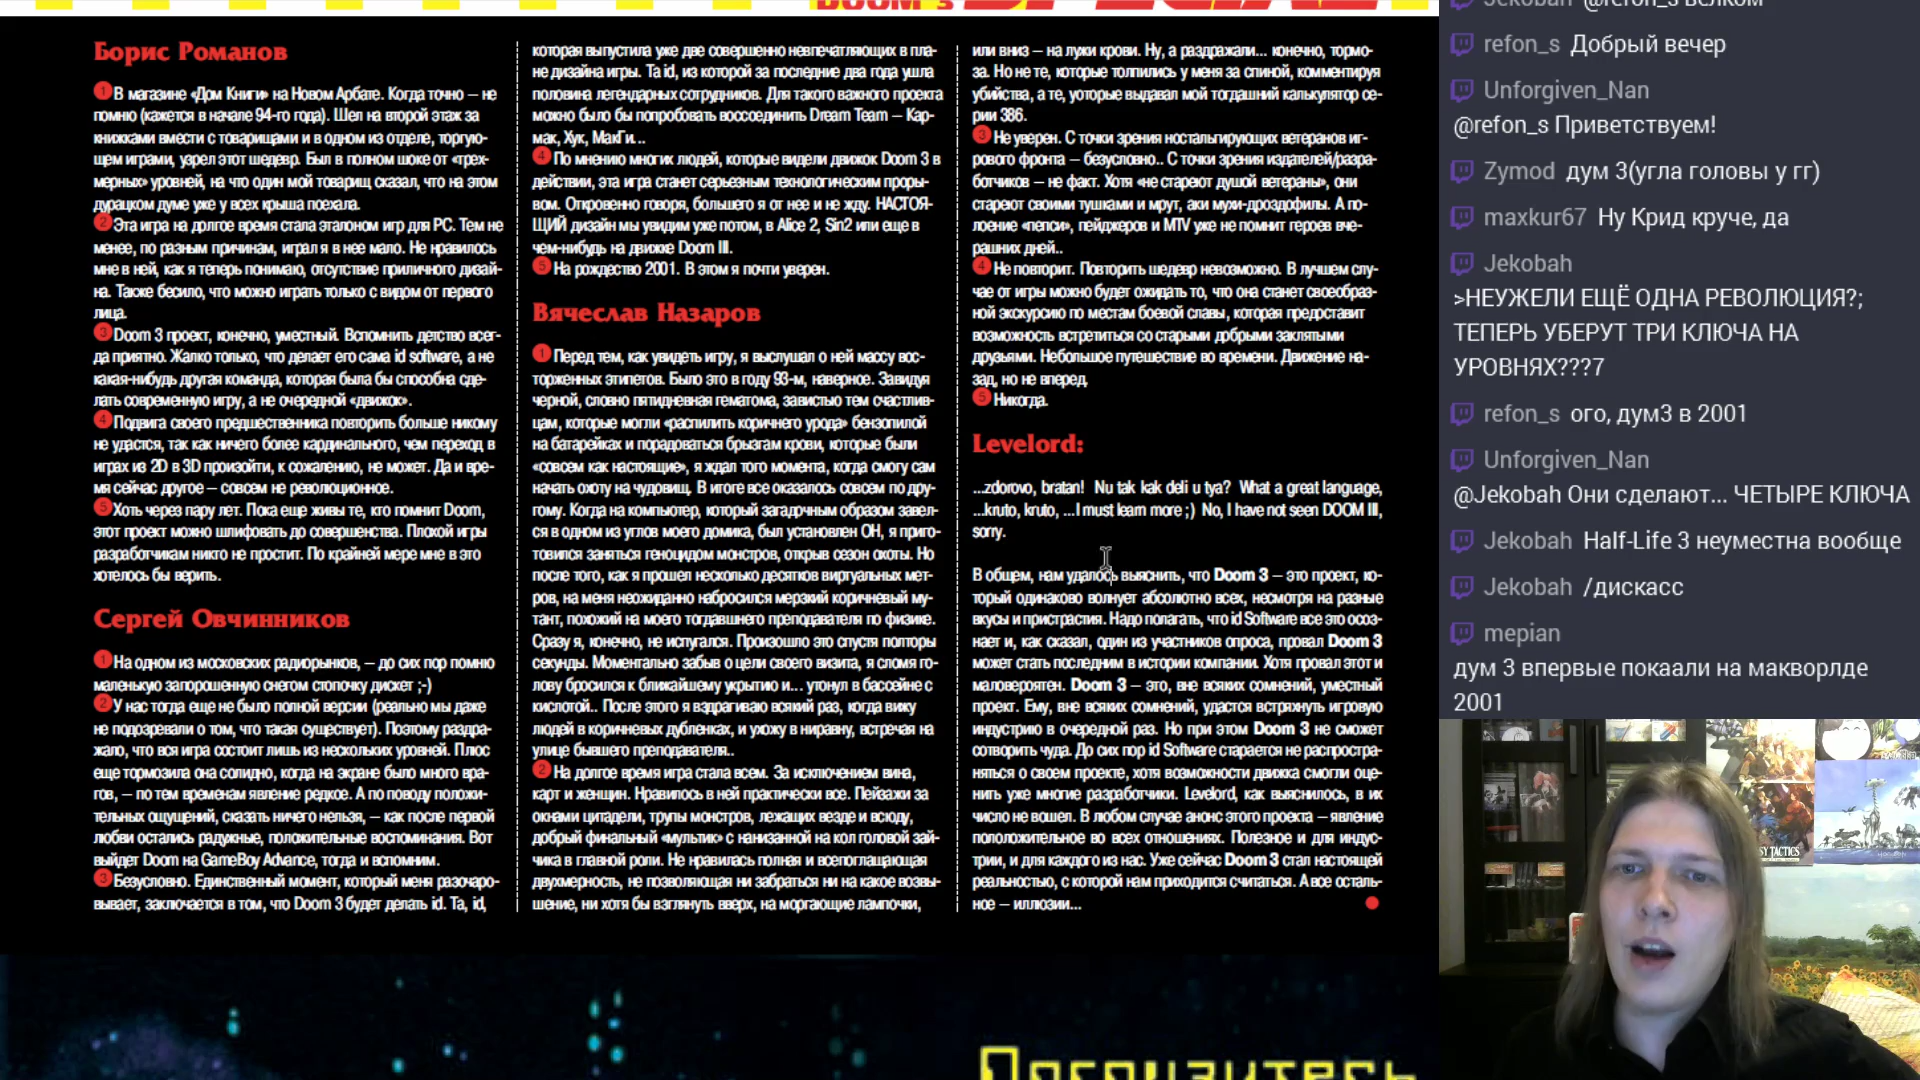 DOOM's SPECIAL
Борис Романов
1 В магазине «Дом Книги» на Новом Арбате. Когда точно — не
помню (кажется в начале 94-го года). Шел на второй этаж за
книжками вместе с товарищами и в одном из отделе, торгую-
щем играми, узрел этот шедевр. Был в полном шоке от «трех-
мерных» уровней, на что один мой товарищ сказал, что на этом
дурацком думе уже у всех крыша поехала.
2 Эта игра на долгое время стала эталоном игр для PC. Тем не
менее, по разным причинам, играл я в нее мало. Не нравилось
мне в ней, как я теперь понимаю, отсутствие приличного дизай-
на. Также бесило, что можно играть только с видом от первого
лица.
3 Doom 3 проект, конечно, уместный. Вспомнить детство всег-
да приятно. Жалко только, что делает его сама id software, а не
какая-нибудь другая команда, которая была бы способна сде-
лать современную игру, а не очередной «движок».
4 Подвига своего предшественника повторить больше никому
не удастся, так как ничего более кардинального, чем переход в
играх из 2D в 3D произойти, к сожалению, не может. Да и вре-
мя сейчас другое — совсем не революционное.
5 Хоть через пару лет. Пока еще живы те, кто помнит Doom,
этот проект можно шлифовать до совершенства. Плохой игры
разработчикам никто не простит. По крайней мере мне в это
хотелось бы верить.
Сергей Овчинников
1 На одном из московских радиорынков, — до сих пор помню
маленькую запорошенную снегом стопочку дискет ;-)
2 У нас тогда еще не было полной версии (реально мы даже
не подозревали о том, что такая существует). Поэтому раздра-
жало, что вся игра состоит лишь из нескольких уровней. Плюс
еще тормозила она солидно, когда на экране было много вра-
гов, — по тем временам явление редкое. А по поводу положи-
тельных ощущений, сказать ничего нельзя, — как после первой
любви остались радужные, положительные воспоминания. Вот
выйдет Doom на GameBoy Advance, тогда и вспомним.
3 Безусловно. Единственный момент, который меня разочаро-
вывает, заключается в том, что Doom 3 будет делать id. Та, id,
которая выпустила уже две совершенно невпечатляющих в пла-
не дизайна игры. Та id, из которой за последние два года ушла
половина легендарных сотрудников. Для такого важного проекта
можно было бы попробовать воссоединить Dream Team — Кар-
мак, Хук, МакГи...
4 По мнению многих людей, которые видели движок Doom 3 в
действии, эта игра станет серьезным технологическим проры-
вом. Откровенно говоря, большего я от нее и не жду. НАСТОЯ-
ЩИЙ дизайн мы увидим уже потом, в Alice 2, Sin2 или еще в
чем-нибудь на движке Doom III.
5 На рождество 2001. В этом я почти уверен.
Вячеслав Назаров
1 Перед тем, как увидеть игру, я выслушал о ней массу вос-
торженных эпитетов. Было это в году 93-м, наверное. Завидуя
черной, словно пятидневная гематома, завистью тем счастлив-
цам, которые могли «распилить коричнего урода» бензопилой
на батарейках и порадоваться брызгам крови, которые были
«совсем как настоящие», я ждал того момента, когда смогу сам
начать охоту на чудовищ. В итоге все оказалось совсем по дру-
гому. Когда на компьютер, который загадочным образом завел-
ся в одном из углов моего домика, был установлен ОН, я приго-
товился заняться геноцидом монстров, открыв сезон охоты. Но
после того, как я прошел несколько десятков виртуальных мет-
ров, на меня неожиданно набросился мерзкий коричневый му-
тант, похожий на моего тогдавшнего преподавателя по физике.
Сразу я, конечно, не испугался. Произошло это спустя полторы
секунды. Моментально забыв о цели своего визита, я сломя го-
лову бросился к ближайшему укрытию и... утонул в бассейне с
кислотой.. После этого я вздрагиваю всякий раз, когда вижу
людей в коричневых дубленках, и ухожу в нирвану, встречая на
улице бывшего преподавателя..
2 На долгое время игра стала всем. За исключением вина,
карт и женщин. Нравилось в ней практически все. Пейзажи за
окнами цитадели, трупы монстров, лежащих везде и всюду,
добрый финальный «мультик» с нанизанной на кол головой зай-
чика в главной роли. Не нравилась полная и всепоглащающая
двухмерность, не позволяющая ни забраться ни на какое возвы-
шение, ни хотя бы взглянуть вверх, на моргающие лампочки,
или вниз — на лужи крови. Ну, а раздражали... конечно, тормо-
за. Но не те, которые толпились у меня за спиной, комментируя
убийства, а те, уоторые выдавал мой тогдашний калькулятор се-
рии 386.
3 Не уверен. С точки зрения ностальгирующих ветеранов иг-
рового фронта — безусловно.. С точки зрения издателей/разра-
ботчиков — не факт. Хотя «не стареют душой ветераны», они
стареют своими тушками и мрут, аки мухи-дроздофилы. А по-
ление «пепси», пейджеров и MTV уже не помнит героев вче-
рашних дней..
4 Не повторит. Повторить шедевр невозможно. В лучшем слу-
чае от игры можно будет ожидать то, что она станет своеобраз-
ной экскурсию по местам боевой славы, которая предоставит
возможность встретиться со старыми добрыми заклятыми
друзьями. Небольшое путешествие во времени. Движение на-
зад, но не вперед.
5 Никогда.
Levelord:
...zdorovo, bratan! Nu tak kak deli u tya? What a great language,
...kruto, kruto, ...I must learn more ;) No, I have not seen DOOM III,
sorry.
В общем, нам удалось выяснить, что Doom 3 — это проект, ко-
торый одинаково волнует абсолютно всех, несмотря на разные
вкусы и пристрастия. Надо полагать, что id Software все это осоз-
нает и, как сказал, один из участников опроса, провал Doom 3
может стать последним в истории компании. Хотя провал этот и
маловероятен. Doom 3 — это, вне всяких сомнений, уместный
проект. Ему, вне всяких сомнений, удастся встряхнуть игровую
индустрию в очередной раз. Но при этом Doom 3 не сможет
сотворить чуда. До сих пор id Software старается не распростра-
няться о своем проекте, хотя возможности движка смогли оце-
нить уже многие разработчики. Levelord, как выяснилось, в их
число не вошел. В любом случае анонс этого проекта — явление
поположительное во всех отношениях. Полезное и для индус-
трии, и для каждого из нас. Уже сейчас Doom 3 стал настоящей
реальностью, с которой нам приходится считаться. А все осталь-
ное — иллюзии...
Jekobah @refon_s велком
refon_s Добрый вечер
Unforgiven_Nan
@refon_s Приветствуем!
Zymod дум 3(угла головы у гг)
maxkur67 Ну Крид круче, да
Jekobah
>НЕУЖЕЛИ ЕЩЁ ОДНА РЕВОЛЮЦИЯ?;
ТЕПЕРЬ УБЕРУТ ТРИ КЛЮЧА НА
УРОВНЯХ???7
refon_s ого, дум3 в 2001
Unforgiven_Nan
@Jekobah Они сделают... ЧЕТЫРЕ КЛЮЧА
Jekobah Half-Life 3 неуместна вообще
Jekobah /дискасс
mepian
дум 3 впервые покаали на макворлде
2001